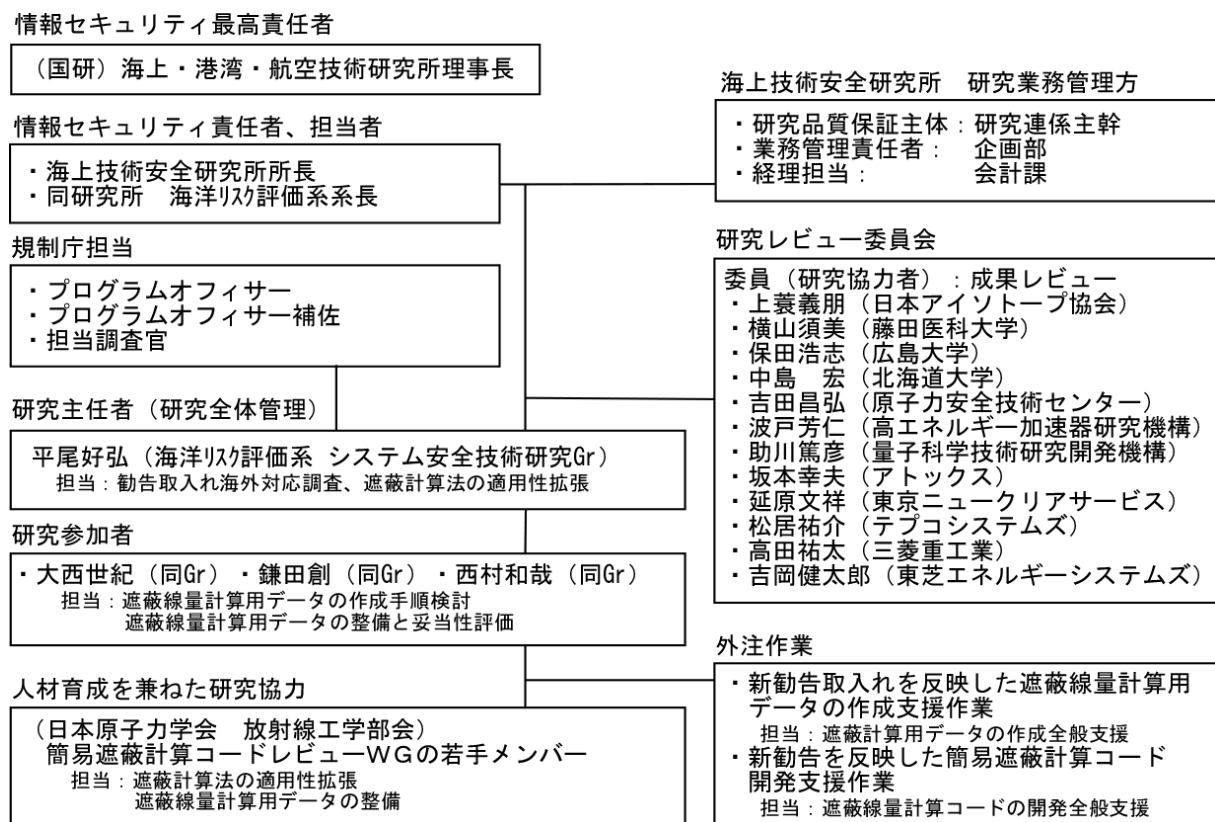 情報セキュリティ最高責任者
（国研）海上・港湾・航空技術研究所理事長
情報セキュリティ責任者、担当者
・海上技術安全研究所所長
・同研究所　海洋ﾘｽｸ評価系系長
規制庁担当
・プログラムオフィサー
・プログラムオフィサー補佐
・担当調査官
研究主任者（研究全体管理）
平尾好弘（海洋ﾘｽｸ評価系 システム安全技術研究Gr）
担当：勧告取入れ海外対応調査、遮蔽計算法の適用性拡張
研究参加者
・大西世紀（同Gr）・鎌田創（同Gr）・西村和哉（同Gr）
担当：遮蔽線量計算用データの作成手順検討
遮蔽線量計算用データの整備と妥当性評価
人材育成を兼ねた研究協力
（日本原子力学会　放射線工学部会）
簡易遮蔽計算コードレビューＷＧの若手メンバー
担当：遮蔽計算法の適用性拡張
遮蔽線量計算用データの整備
海上技術安全研究所　研究業務管理方
・研究品質保証主体：研究連係主幹
・業務管理責任者：　企画部
・経理担当：　会計課
研究レビュー委員会
委員（研究協力者）：成果レビュー
・上蓑義朋（日本アイソトープ協会）
・横山須美（藤田医科大学）
・保田浩志（広島大学）
・中島　宏（北海道大学）
・吉田昌弘（原子力安全技術センター）
・波戸芳仁（高エネルギー加速器研究機構）
・助川篤彦（量子科学技術研究開発機構）
・坂本幸夫（アトックス）
・延原文祥（東京ニュークリアサービス）
・松居祐介（テプコシステムズ）
・高田祐太（三菱重工業）
・吉岡健太郎（東芝エネルギーシステムズ）
外注作業
・新勧告取入れを反映した遮蔽線量計算用
データの作成支援作業
担当：遮蔽計算用データの作成全般支援
・新勧告を反映した簡易遮蔽計算コード
開発支援作業
担当：遮蔽線量計算コードの開発全般支援